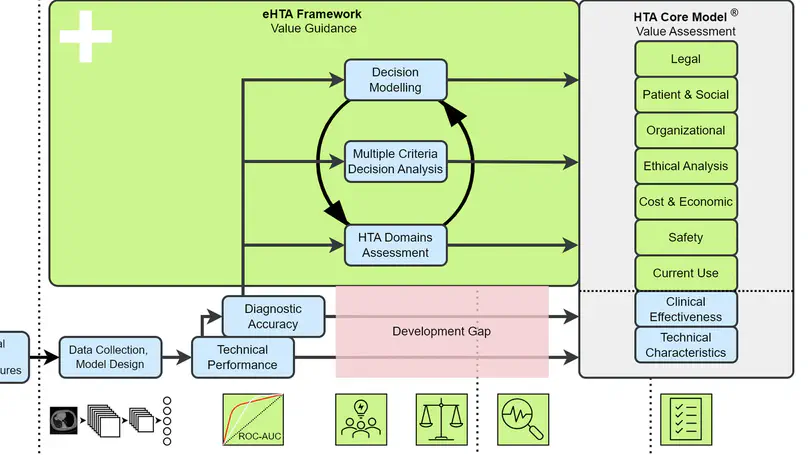 eHTA Framework
Value Guidance
HTA Core Model ®
Value Assessment
Decision
Modelling
Multiple Criteria
Decision Analysis
HTA Domains
Assessment
Legal
Patient & Social
Organizational
Ethical Analysis
Cost & Economic
Safety
Current Use
Clinical
Effectiveness
Technical
Characteristics
Diagnostic
Accuracy
Development Gap
Data Collection,
Model Design
Technical
Performance
ROC-AUC